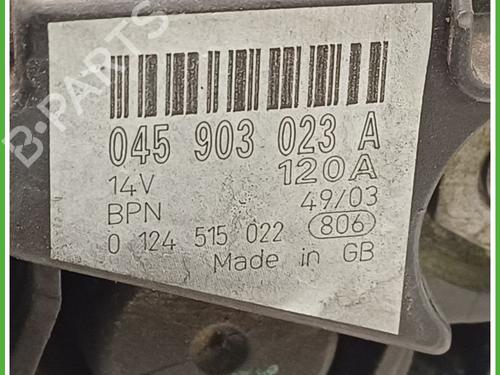 B-PARTS
045 903 023 A
14V 120A
BPN 49/03
0 124 515 022 806
Made in GB